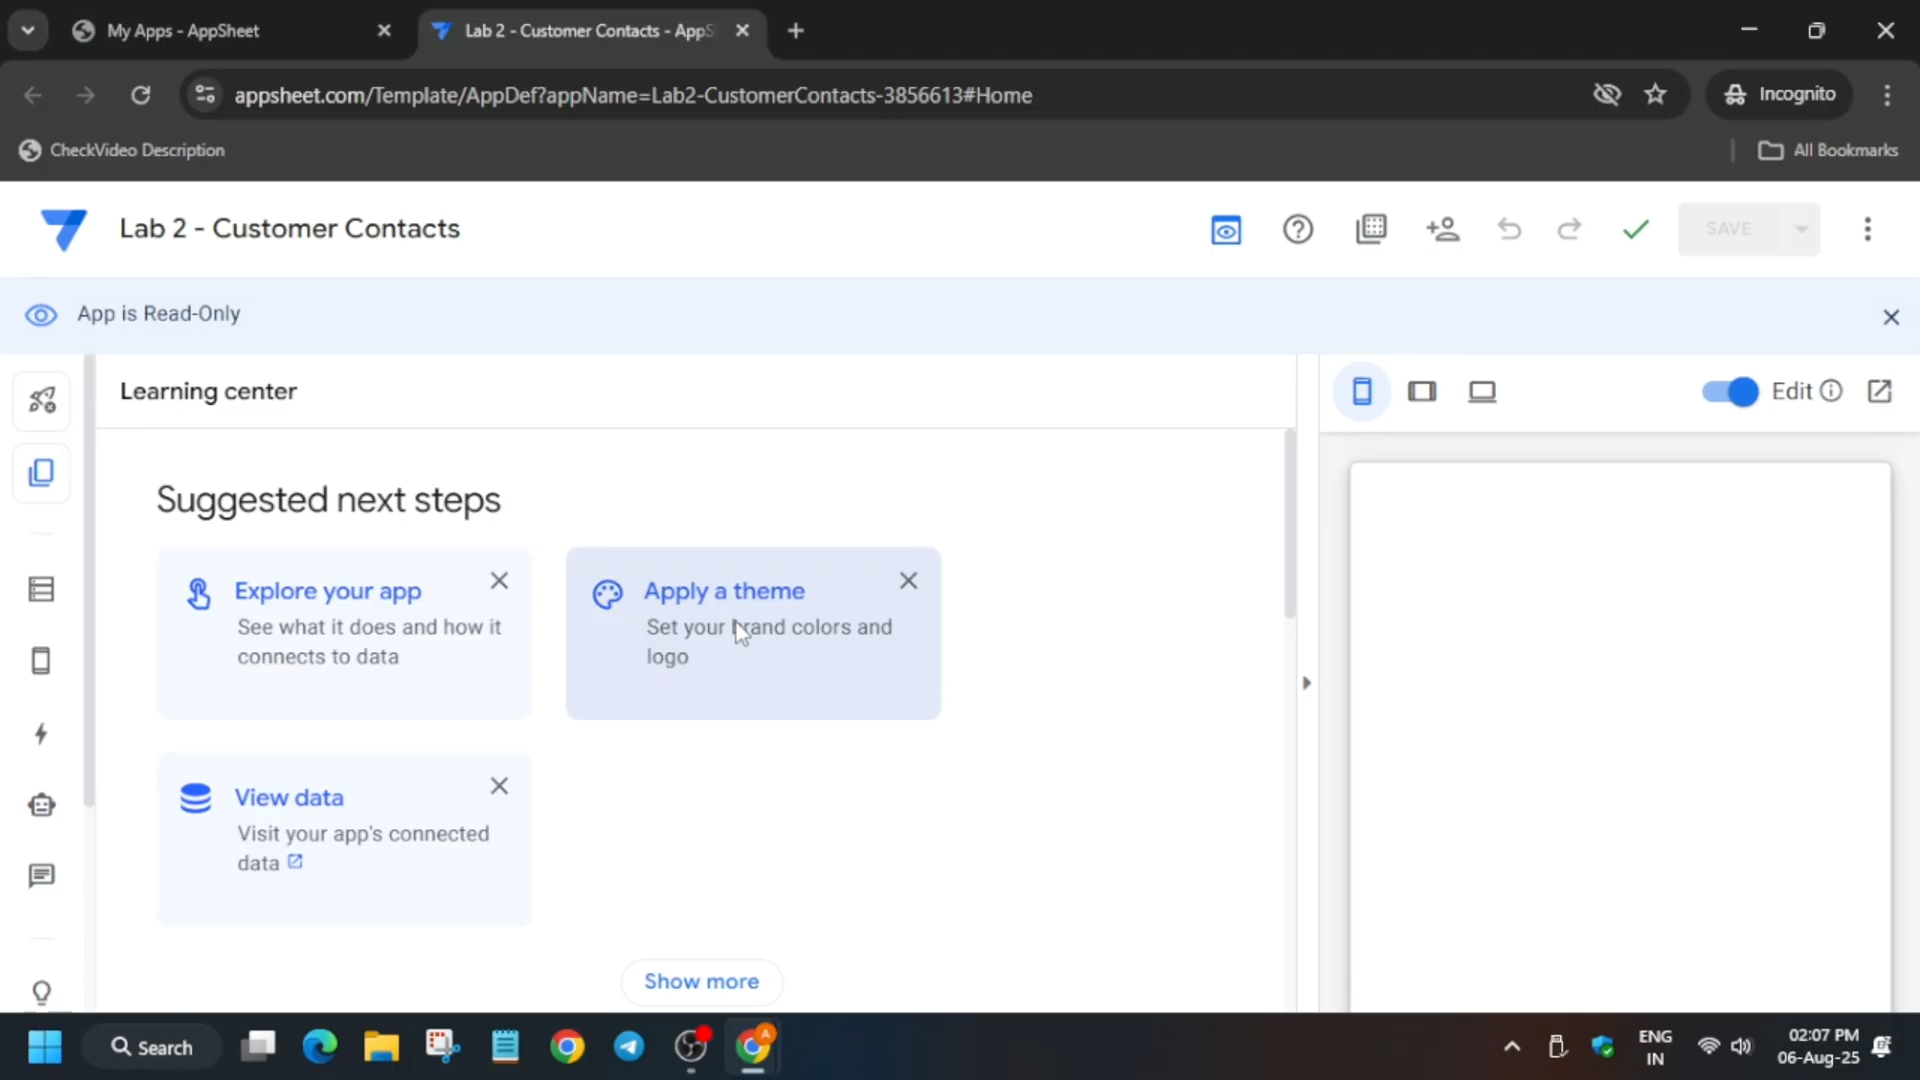 My Apps - AppSheet
Lab 2 - Customer Contacts - AppS
appsheet.com/Template/AppDef?appName=Lab2-CustomerContacts-3856613#Home
Incognito
CheckVideo Description
All Bookmarks
Lab 2 - Customer Contacts
SAVE
App is Read-Only
Learning center
Edit
Suggested next steps
Explore your app
See what it does and how it
connects to data
Apply a theme
Set your brand colors and
logo
View data
Visit your app's connected
data
Show more
Search
ENG
IN
02:07 PM
06-Aug-25